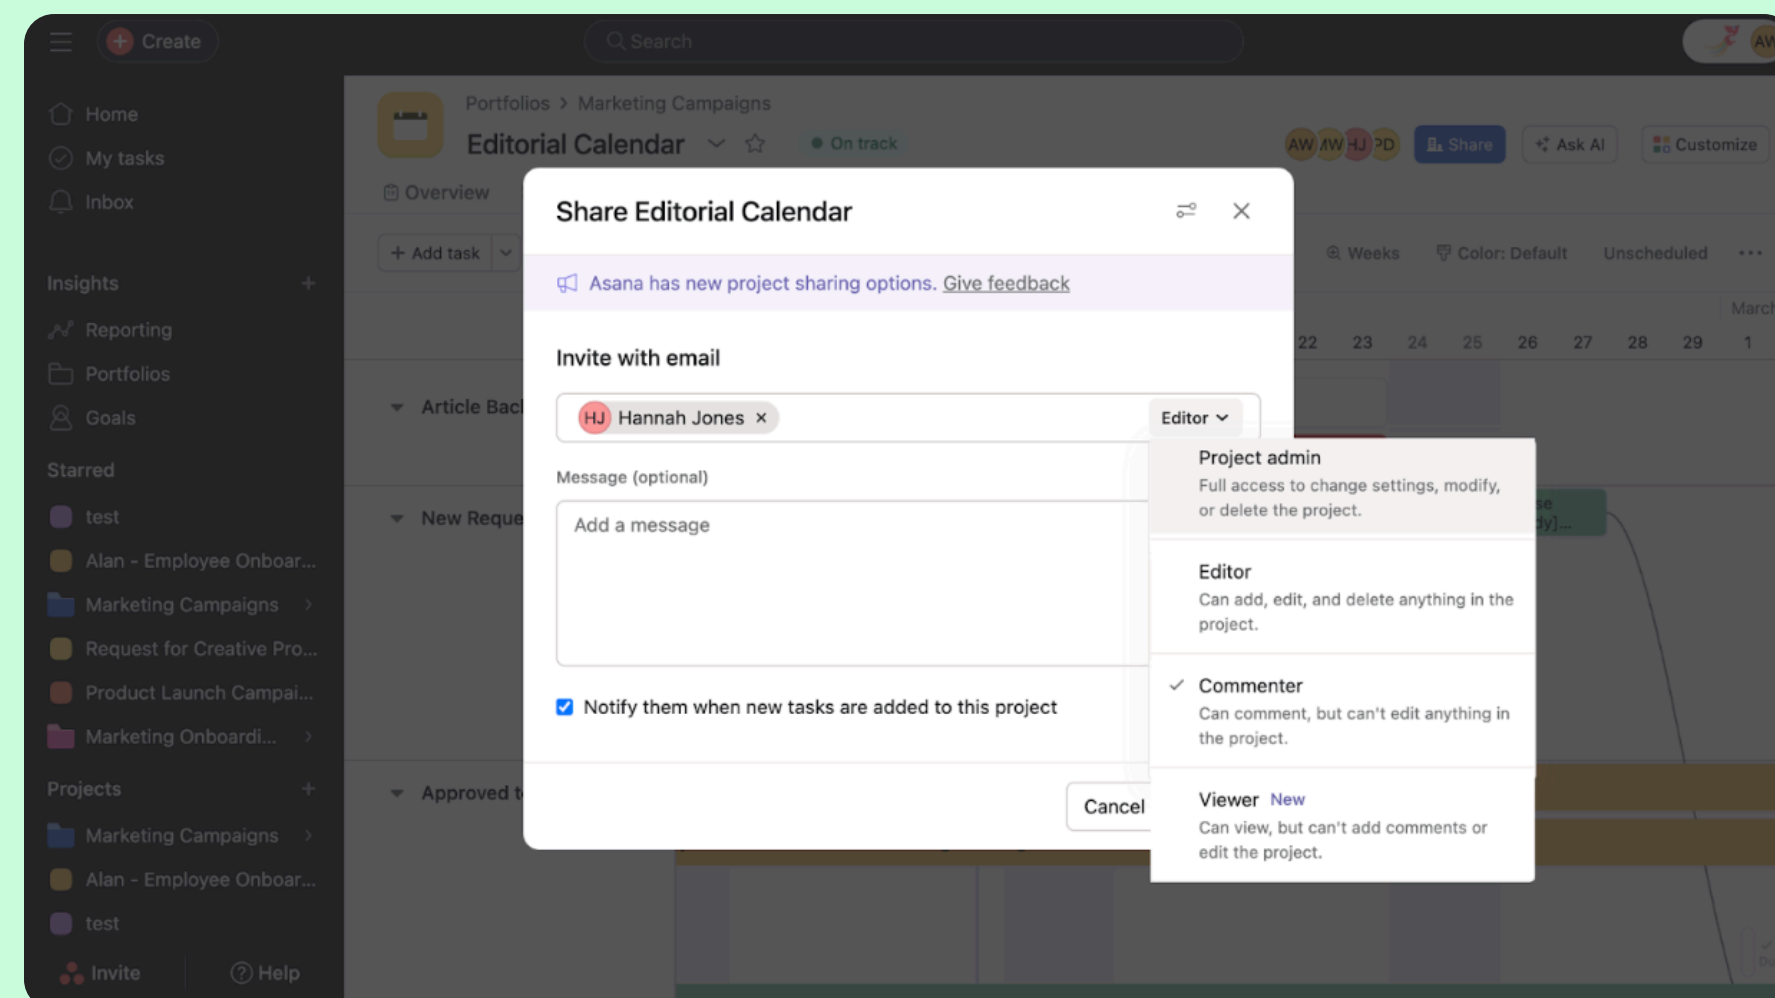 Create
Search
AW
Home
My tasks
Inbox
Insights
Reporting
Portfolios
Goals
Starred
test
Alan - Employee Onboar...
Marketing Campaigns
Request for Creative Pro...
Product Launch Campai...
Marketing Onboardi...
Projects
Marketing Campaigns
Alan - Employee Onboar...
test
Invite
Help
Portfolios > Marketing Campaigns
Editorial Calendar
On track
AW
HJ
PD
Share
Ask AI
Customize
Overview
+ Add task
Weeks
Color: Default
Unscheduled
March
22 23 24 25 26 27 28 29 1
Article Bac
New Reque
Approved t
Share Editorial Calendar
Asana has new project sharing options. Give feedback
Invite with email
HJ Hannah Jones ×
Editor
Message (optional)
Add a message
Notify them when new tasks are added to this project
Cancel
Project admin
Full access to change settings, modify,
or delete the project.
Editor
Can add, edit, and delete anything in the
project.
Commenter
Can comment, but can't edit anything in
the project.
Viewer New
Can view, but can't add comments or
edit the project.